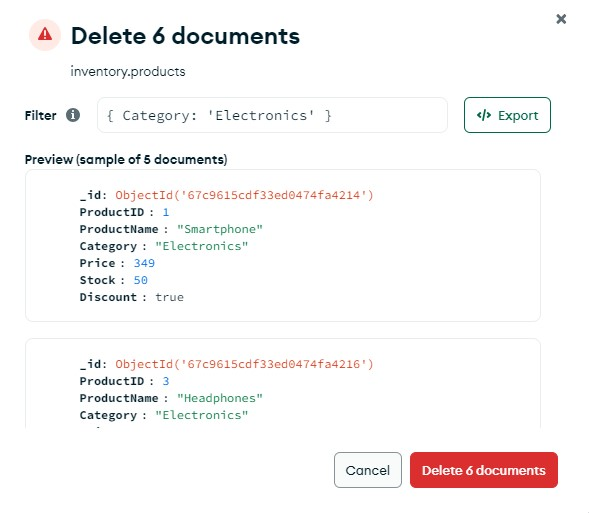 Delete 6 documents
inventory.products
Filter
{ Category: 'Electronics' }
</> Export
Preview (sample of 5 documents)
_id: ObjectId('67c9615cdf33ed0474fa4214')
ProductID : 1
ProductName : "Smartphone"
Category : "Electronics"
Price : 349
Stock : 50
Discount : true
_id: ObjectId('67c9615cdf33ed0474fa4216')
ProductID : 3
ProductName : "Headphones"
Category : "Electronics"
Cancel
Delete 6 documents